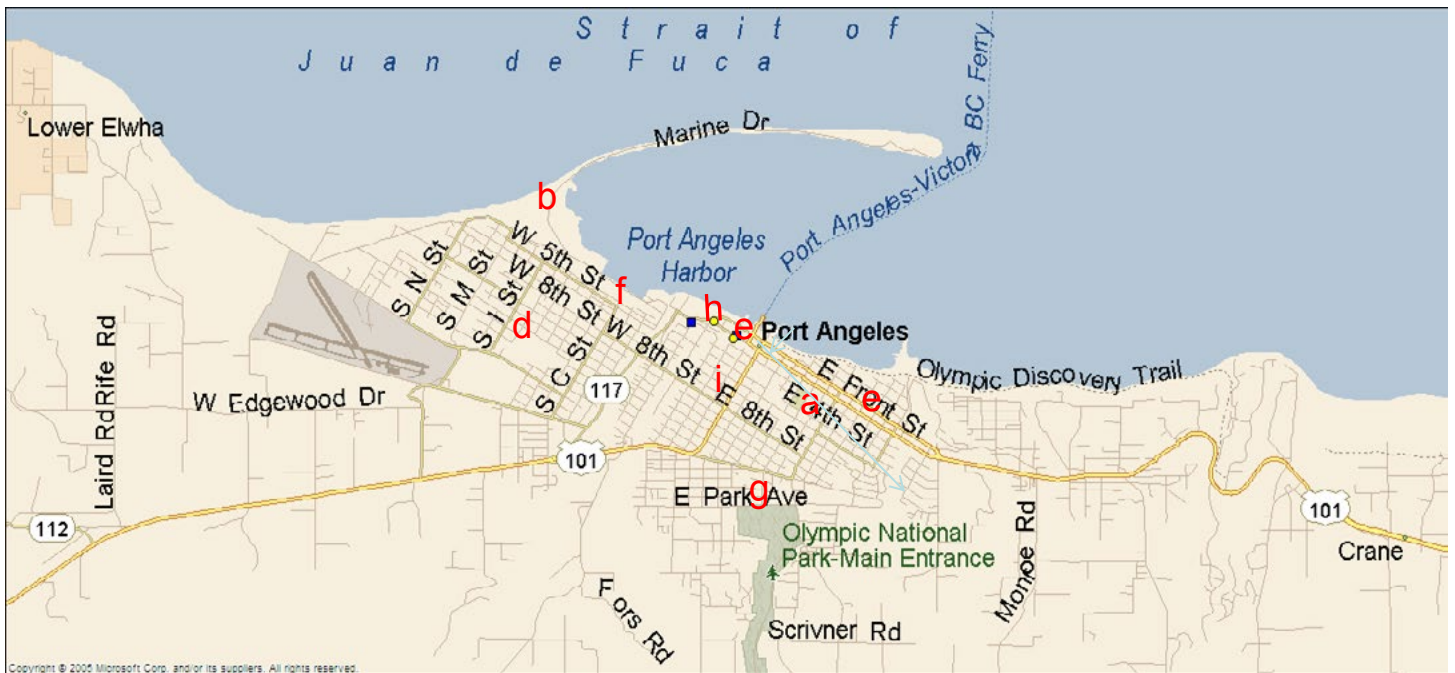 Strait of
Juan de Fuca
Port Angeles-Victoria BC Ferry
Lower Elwha
Marine Dr
b
Port Angeles
Harbor
W 5th St
S N St
S M St
S I St
W 8th St
W 8th St
f
h
e
d
Port Angeles
Olympic Discovery Trail
Laird Rd
Rife Rd
W Edgewood Dr
S C St
117
i
E 8th St
a
E 4th St
e
E Front St
101
g
E Park Ave
112
Olympic National
Park-Main Entrance
Monroe Rd
101
Crane
Fors Rd
Scrivner Rd
Copyright © 2005 Microsoft Corp. and/or its suppliers. All rights reserved.